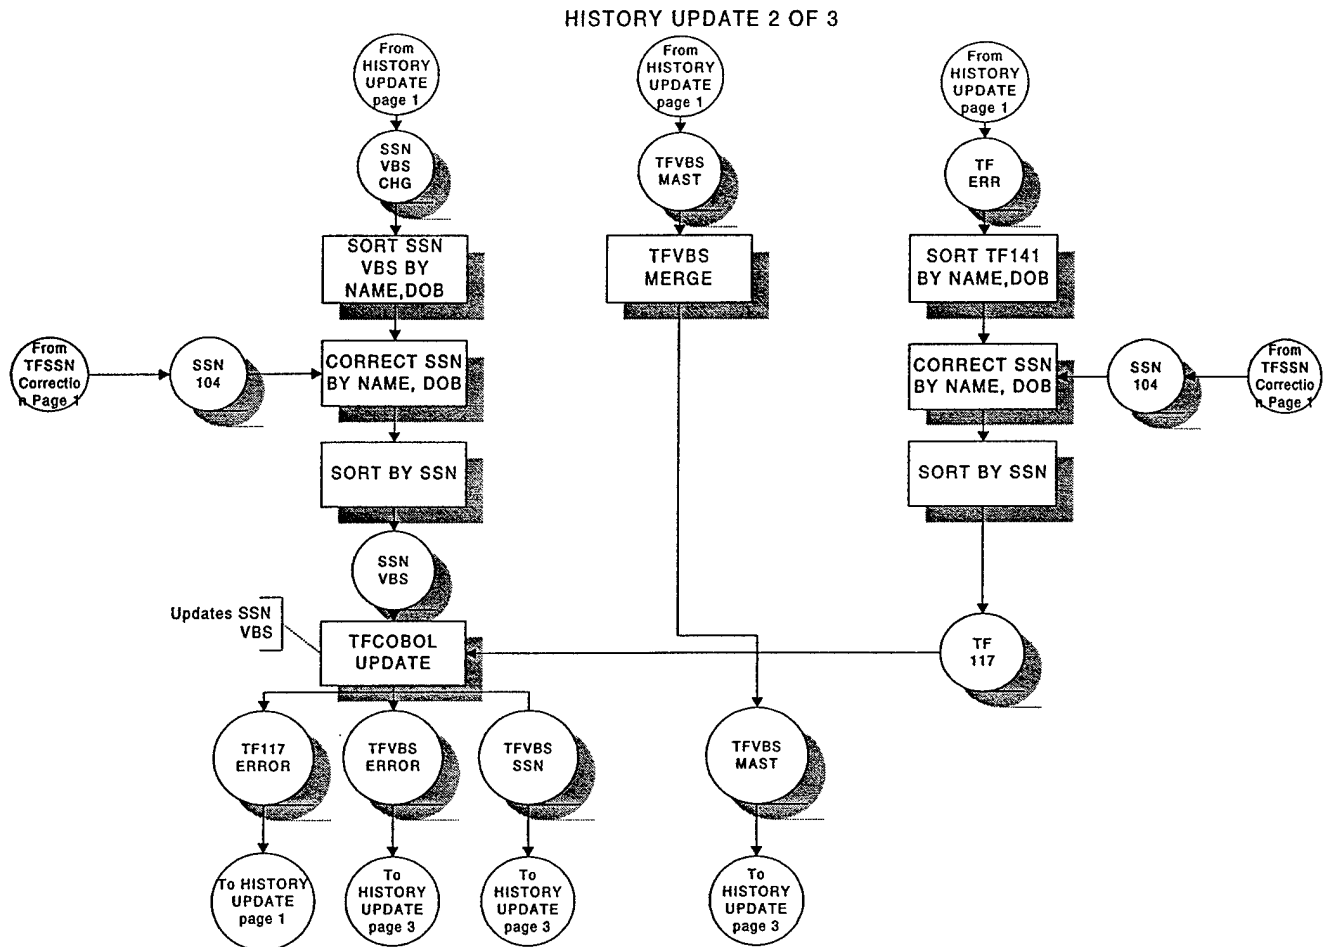 HISTORY UPDATE 2 OF 3
From
HISTORY
UPDATE
page 1
From
HISTORY
UPDATE
page 1
From
HISTORY
UPDATE
page 1
SSN
VBS
CHG
TFVBS
MAST
TF
ERR
SORT SSN
VBS BY
NAME,DOB
TFVBS
MERGE
SORT TF141
BY NAME,DOB
From
TFSSN
Correctio
n Page 1
SSN
104
CORRECT SSN
BY NAME, DOB
CORRECT SSN
BY NAME, DOB
SSN
104
From
TFSSN
Correctio
n Page 1
SORT BY SSN
SORT BY SSN
SSN
VBS
Updates SSN
VBS
TFCOBOL
UPDATE
TF
117
TF117
ERROR
TFVBS
ERROR
TFVBS
SSN
TFVBS
MAST
To HISTORY
UPDATE
page 1
To
HISTORY
UPDATE
page 3
To
HISTORY
UPDATE
page 3
To
HISTORY
UPDATE
page 3